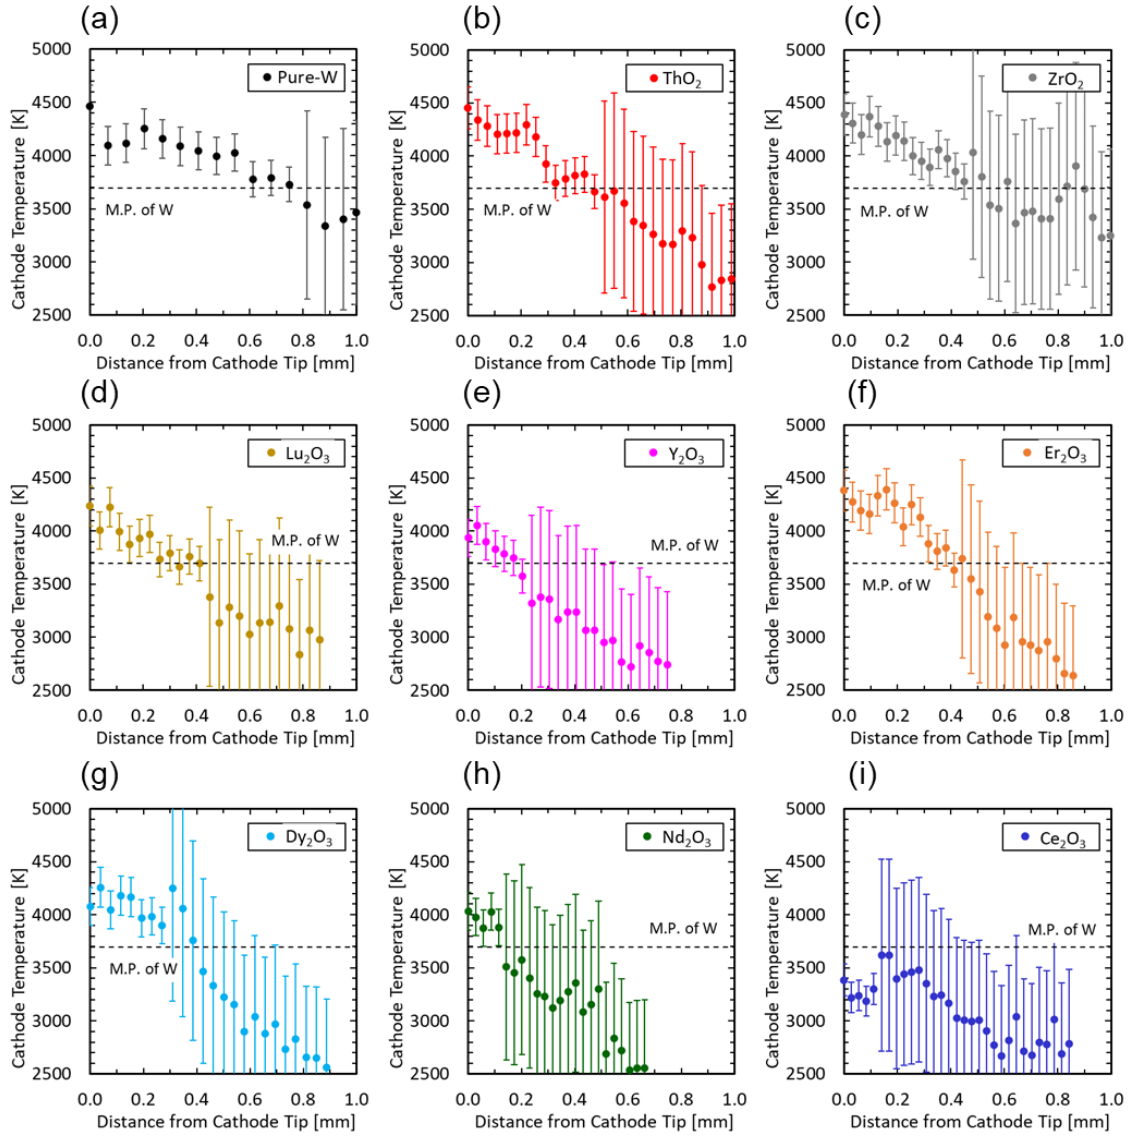 (a)
(b)
(c)
5000
4500
4000
3500
3000
2500
Cathode Temperature [K]
Pure-W
M.P. of W
0.0 0.2 0.4 0.6 0.8 1.0
Distance from Cathode Tip [mm]
5000
4500
4000
3500
3000
2500
Cathode Temperature [K]
ThO₂
M.P. of W
0.0 0.2 0.4 0.6 0.8 1.0
Distance from Cathode Tip [mm]
5000
4500
4000
3500
3000
2500
Cathode Temperature [K]
ZrO₂
M.P. of W
0.0 0.2 0.4 0.6 0.8 1.0
Distance from Cathode Tip [mm]
(d)
(e)
(f)
5000
4500
4000
3500
3000
2500
Cathode Temperature [K]
Lu₂O₃
M.P. of W
0.0 0.2 0.4 0.6 0.8 1.0
Distance from Cathode Tip [mm]
5000
4500
4000
3500
3000
2500
Cathode Temperature [K]
Y₂O₃
M.P. of W
0.0 0.2 0.4 0.6 0.8 1.0
Distance from Cathode Tip [mm]
5000
4500
4000
3500
3000
2500
Cathode Temperature [K]
Er₂O₃
M.P. of W
0.0 0.2 0.4 0.6 0.8 1.0
Distance from Cathode Tip [mm]
(g)
(h)
(i)
5000
4500
4000
3500
3000
2500
Cathode Temperature [K]
Dy₂O₃
M.P. of W
0.0 0.2 0.4 0.6 0.8 1.0
Distance from Cathode Tip [mm]
5000
4500
4000
3500
3000
2500
Cathode Temperature [K]
Nd₂O₃
M.P. of W
0.0 0.2 0.4 0.6 0.8 1.0
Distance from Cathode Tip [mm]
5000
4500
4000
3500
3000
2500
Cathode Temperature [K]
Ce₂O₃
M.P. of W
0.0 0.2 0.4 0.6 0.8 1.0
Distance from Cathode Tip [mm]